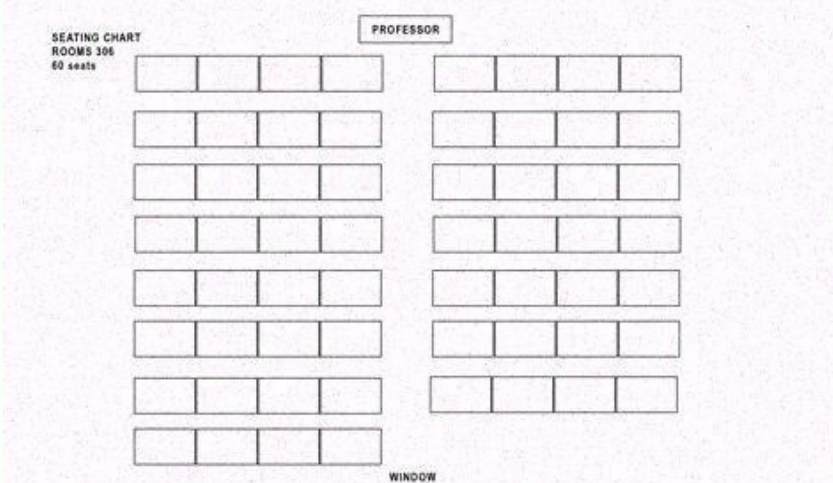 PROFESSOR
SEATING CHART
ROOMS 306
60 seats
WINDOW